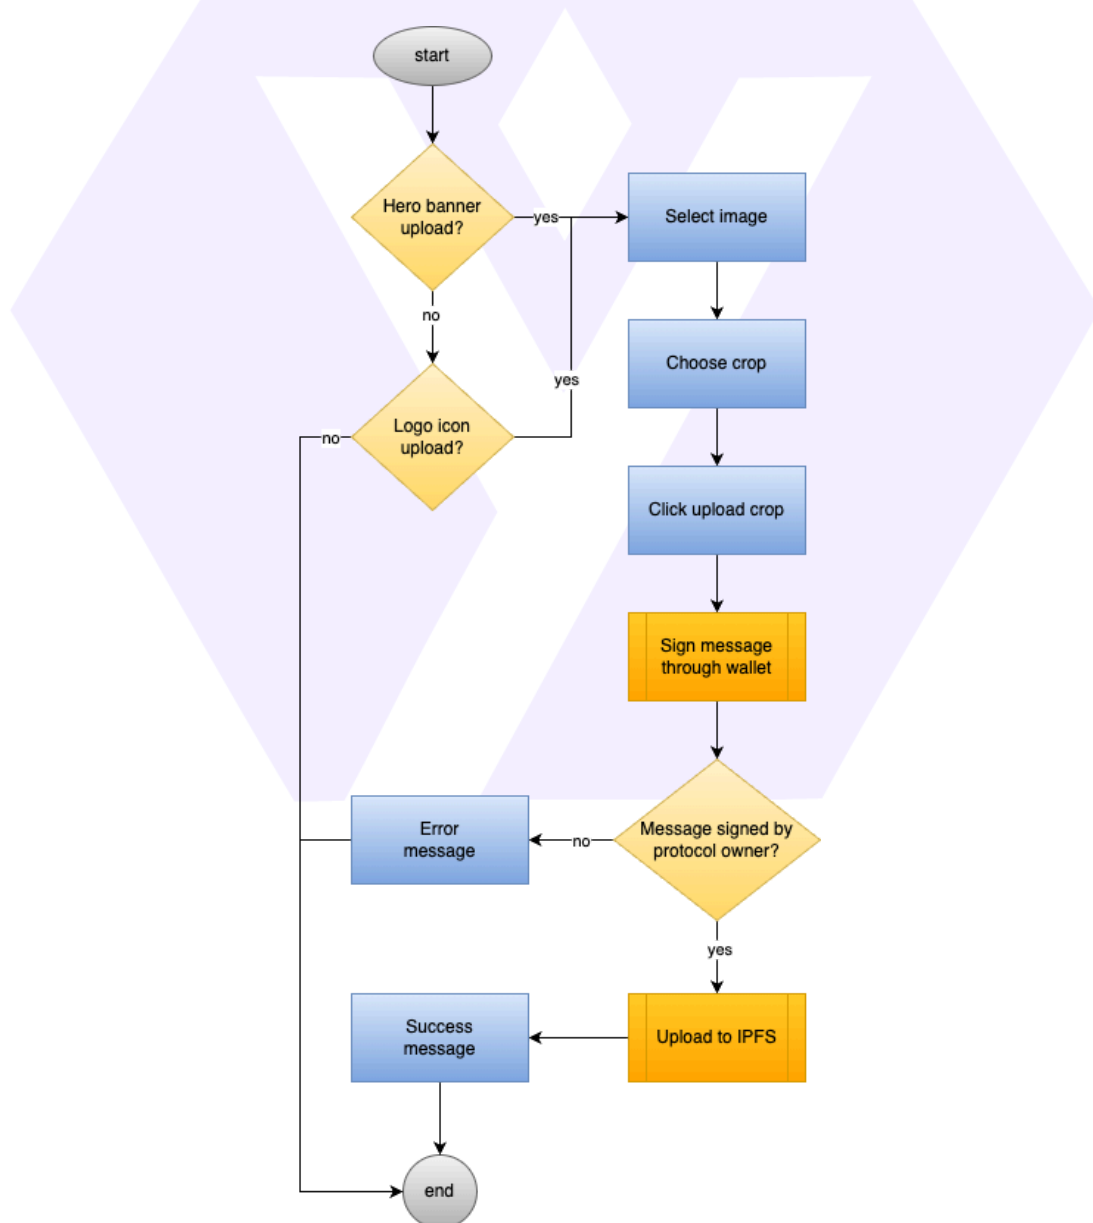 start
Hero banner
upload?
yes
Select image
no
Choose crop
yes
Logo icon
upload?
no
Click upload crop
Sign message
through wallet
Message signed by
protocol owner?
no
Error
message
yes
Upload to IPFS
Success
message
end